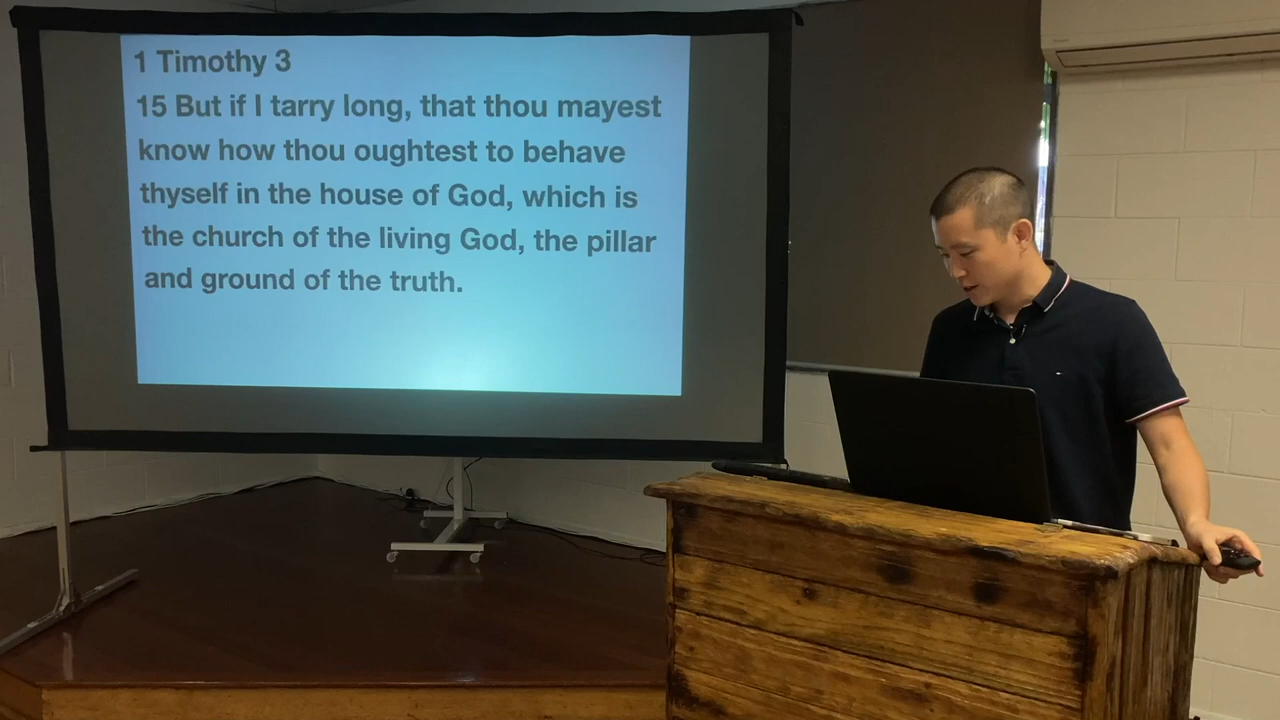 1 Timothy 3
15 But if I tarry long, that thou mayest
know how thou oughtest to behave
thyself in the house of God, which is
the church of the living God, the pillar
and ground of the truth.